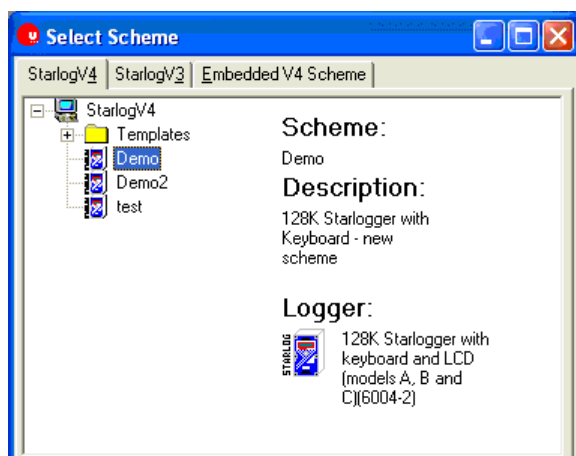 Select Scheme
StarlogV4 StarlogV3 Embedded V4 Scheme
StarlogV4
Templates
Demo
Demo2
test
Scheme:
Demo
Description:
128K Starlogger with
Keyboard - new
scheme
Logger:
STARLOG
128K Starlogger with
keyboard and LCD
(models A, B and
C)(6004-2)